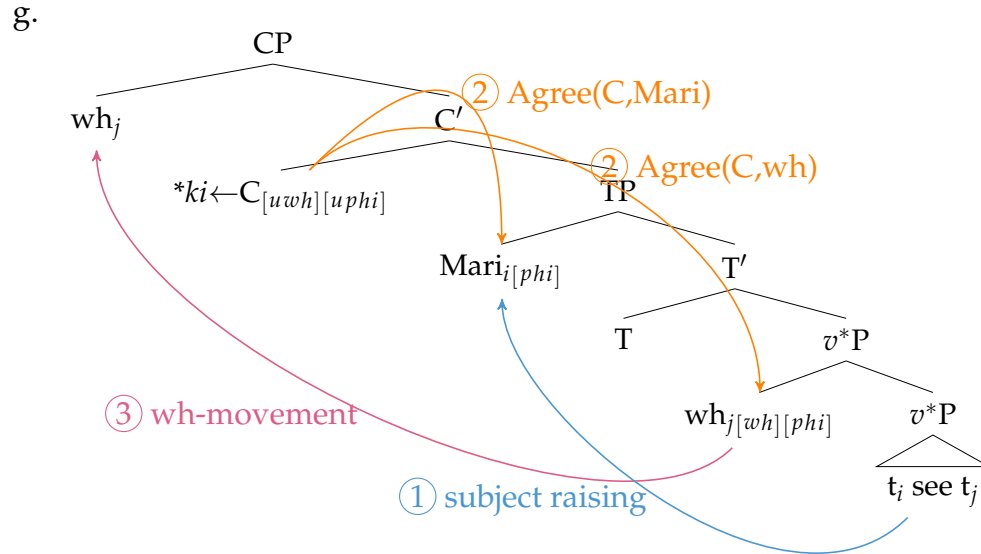 g.
CP
wh_j
② Agree(C,Mari)
C′
*ki←C_[uwh][uphi]
② Agree(C,wh)
TP
Mari_i[phi]
T′
T
v*P
③ wh-movement
wh_j[wh][phi]
v*P
① subject raising
t_i see t_j